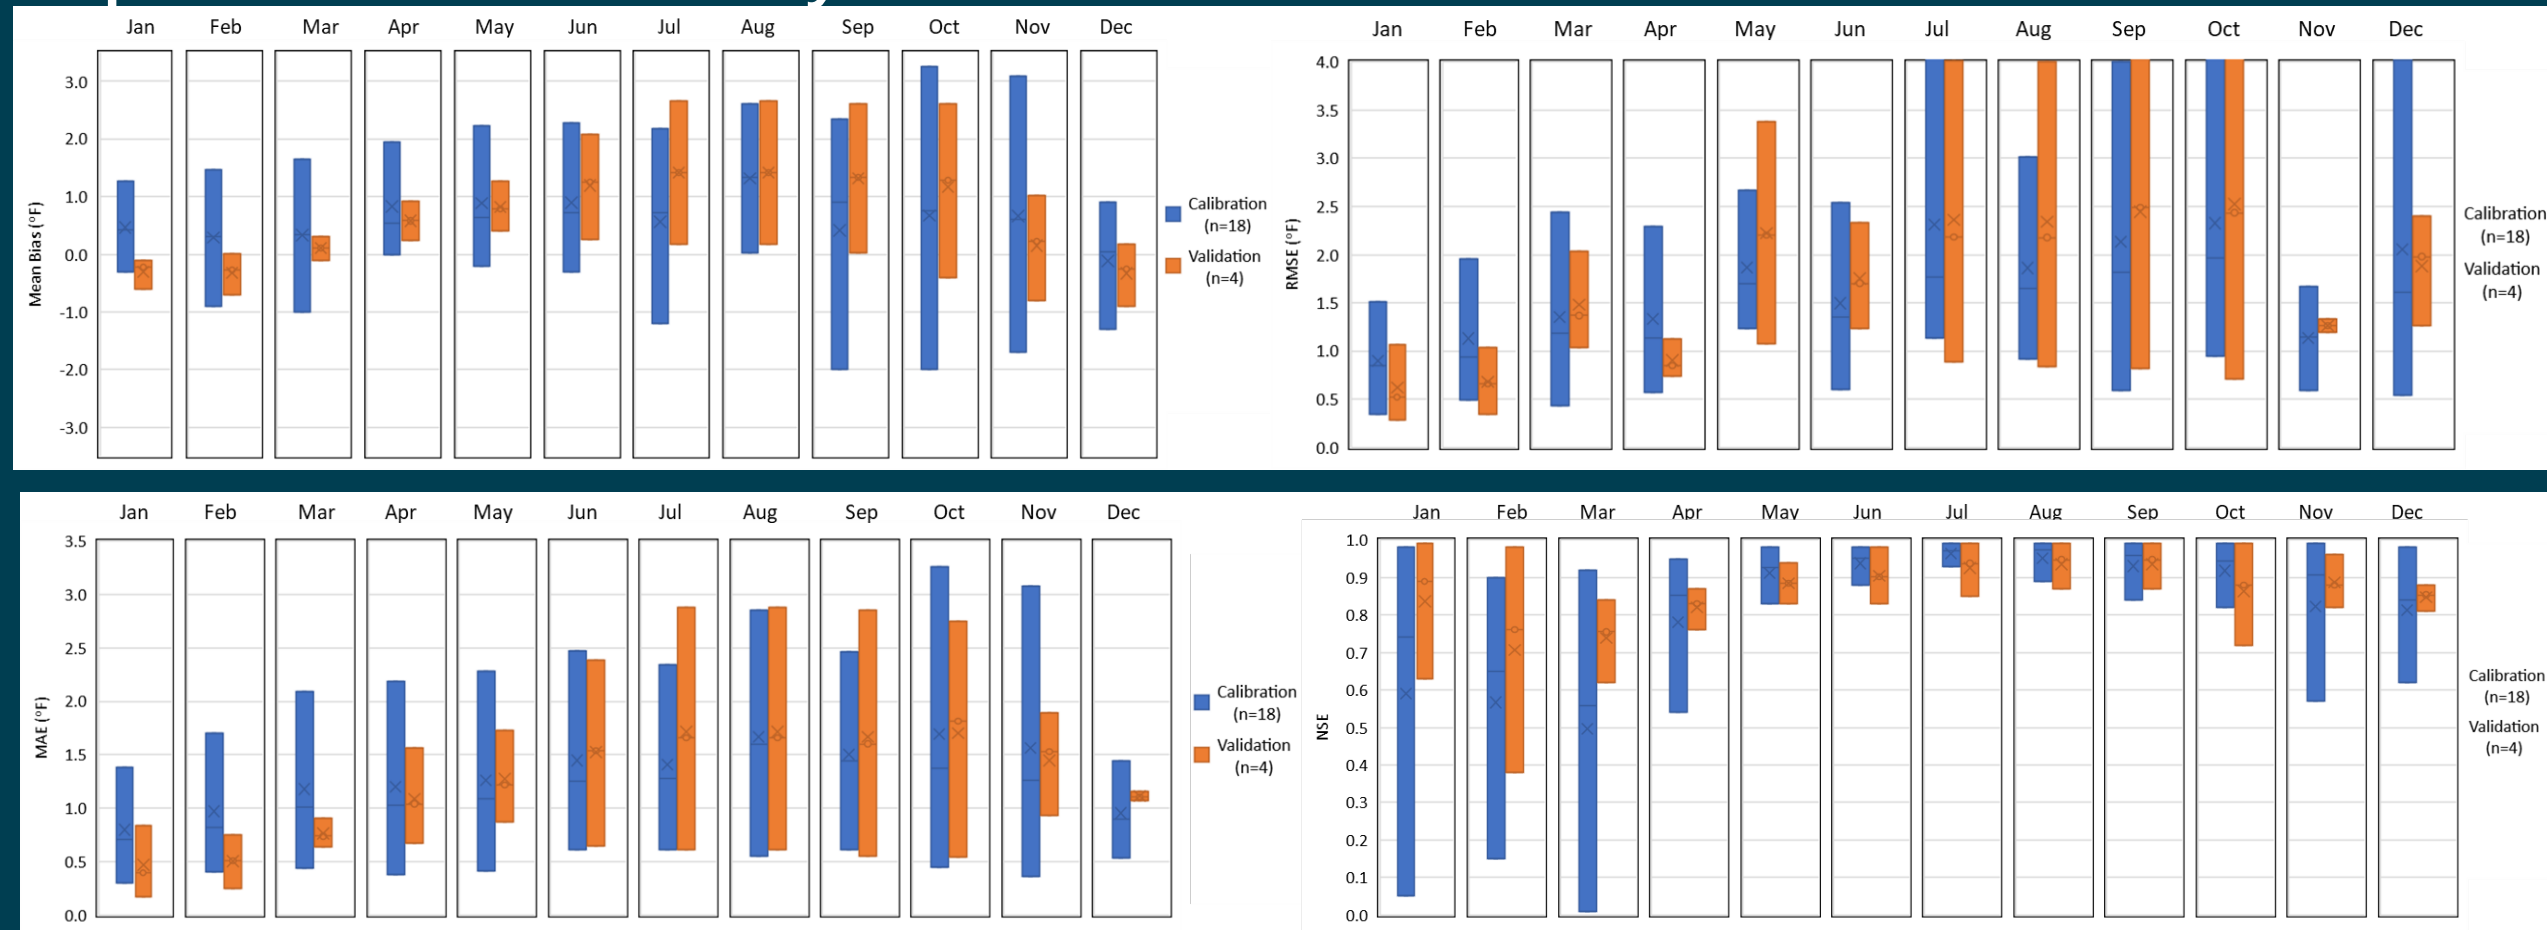 Jan Feb Mar Apr May Jun Jul Aug Sep Oct Nov Dec
3.0
2.0
1.0
0.0
-1.0
-2.0
-3.0
Mean Bias (°F)
Calibration
(n=18)
Validation
(n=4)
Jan Feb Mar Apr May Jun Jul Aug Sep Oct Nov Dec
4.0
3.5
3.0
2.5
2.0
1.5
1.0
0.5
0.0
RMSE (°F)
Calibration
(n=18)
Validation
(n=4)
Jan Feb Mar Apr May Jun Jul Aug Sep Oct Nov Dec
3.5
3.0
2.5
2.0
1.5
1.0
0.5
0.0
MAE (°F)
Calibration
(n=18)
Validation
(n=4)
Jan Feb Mar Apr May Jun Jul Aug Sep Oct Nov Dec
1.0
0.9
0.8
0.7
0.6
0.5
0.4
0.3
0.2
0.1
0.0
NSE
Calibration
(n=18)
Validation
(n=4)